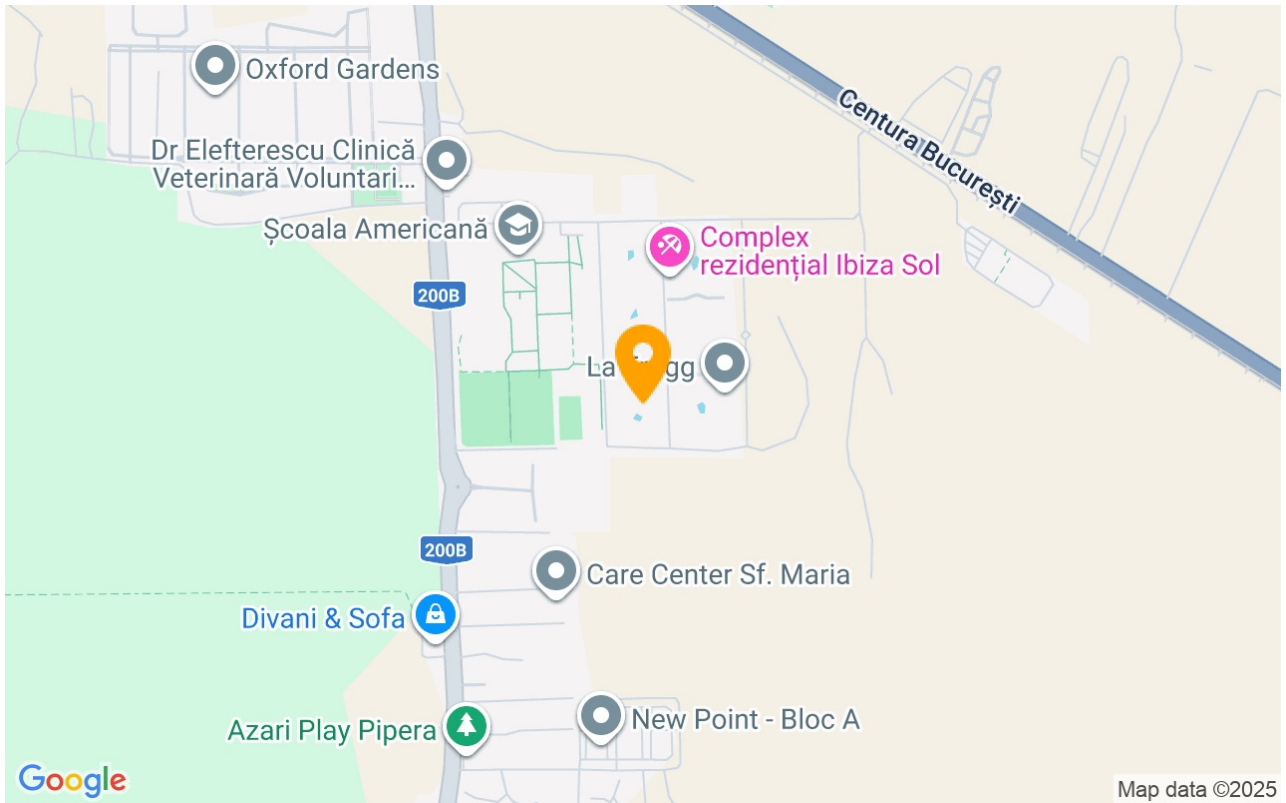 Oxford Gardens
Centura București
Dr Elefterescu Clinică
Veterinară Voluntari...
Școala Americană
Complex
rezidențial Ibiza Sol
200B
La
200B
Care Center Sf. Maria
Divani & Sofa
New Point - Bloc A
Azari Play Pipera
Google
Map data ©2025